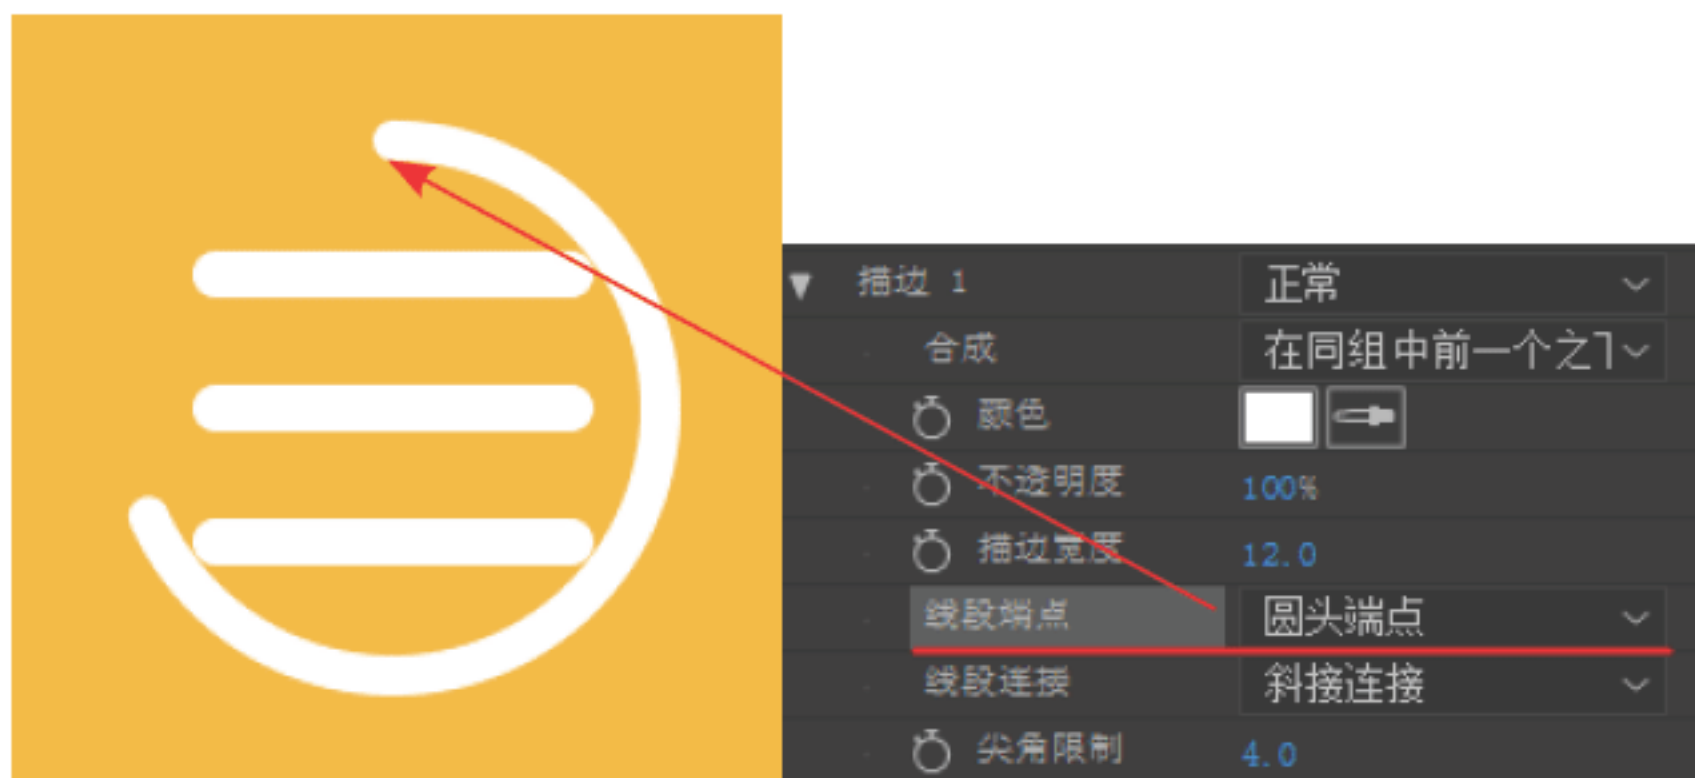 描边 1 正常
合成 在同组中前一个之下
颜色
不透明度 100%
描边宽度 12.0
线段端点 圆头端点
线段连接 斜接连接
尖角限制 4.0